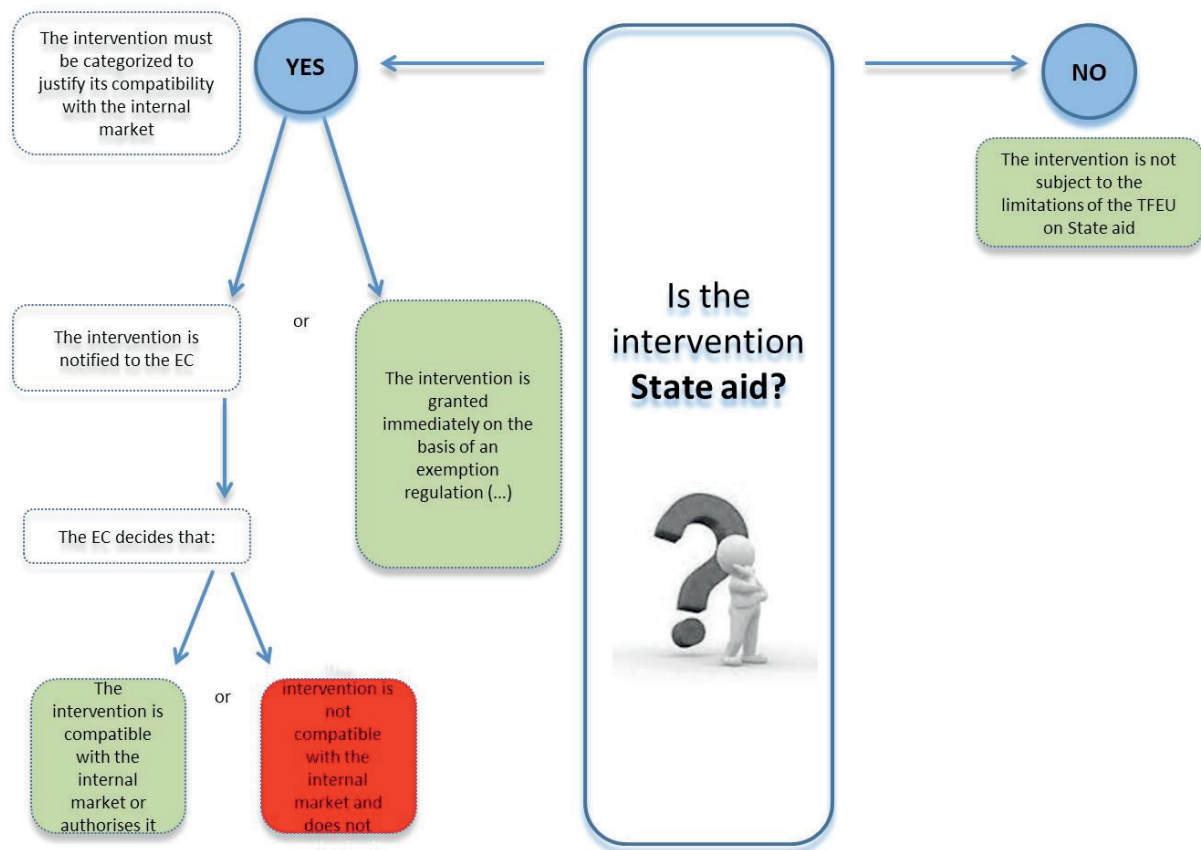 The intervention must
be categorized to
justify its compatibility
with the internal
market
YES
NO
The intervention is not
subject to the
limitations of the TFEU
on State aid
Is the
intervention
State aid?
The intervention is
notified to the EC
or
The intervention is
granted
immediately on the
basis of an
exemption
regulation (...)
The EC decides that:
The
intervention is
compatible
with the
internal
market or
authorises it
or
intervention is
not
compatible
with the
internal
market and
does not